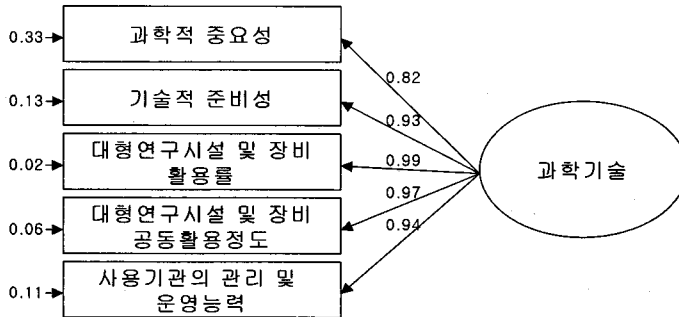 0.33
과학적 중요성
0.82
0.13
기술적 준비성
0.93
0.02
대형연구시설 및 장비
활용률
0.99
과학기술
0.97
0.06
대형연구시설 및 장비
공동활용정도
0.94
0.11
사용기관의 관리 및
운영능력